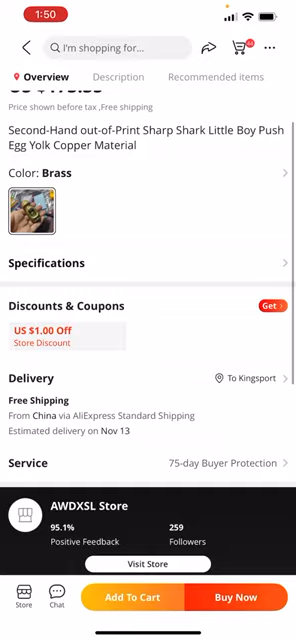 1:50
I'm shopping for...
Overview Description Recommended items
Price shown before tax ,Free shipping
Second-Hand out-of-Print Sharp Shark Little Boy Push
Egg Yolk Copper Material
Color: Brass
Specifications
Discounts & Coupons
Get
US $1.00 Off
Store Discount
Delivery
To Kingsport
Free Shipping
From China via AliExpress Standard Shipping
Estimated delivery on Nov 13
Service
75-day Buyer Protection
AWDXSL Store
95.1% 259
Positive Feedback Followers
Visit Store
Store Chat Add To Cart Buy Now